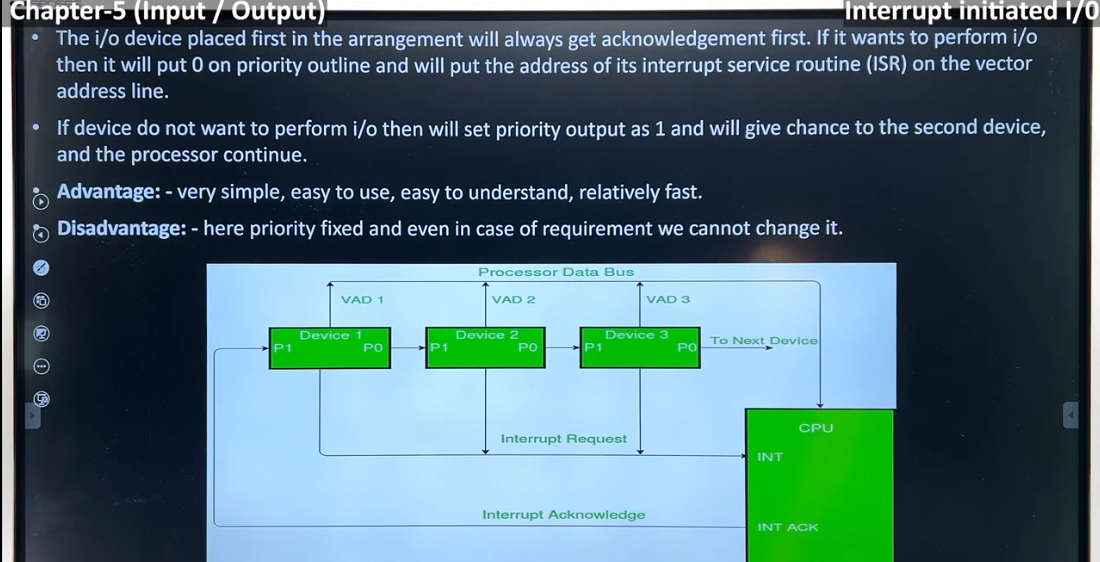 Chapter-5 (Input / Output)
Interrupt initiated I/0
• The i/o device placed first in the arrangement will always get acknowledgement first. If it wants to perform i/o
then it will put 0 on priority outline and will put the address of its interrupt service routine (ISR) on the vector
address line.
• If device do not want to perform i/o then will set priority output as 1 and will give chance to the second device,
and the processor continue.
• Advantage: - very simple, easy to use, easy to understand, relatively fast.
• Disadvantage: - here priority fixed and even in case of requirement we cannot change it.
Processor Data Bus
VAD 1
VAD 2
VAD 3
Device 1
P1
P0
Device 2
P1
P0
Device 3
P1
P0
To Next Device
CPU
Interrupt Request
INT
Interrupt Acknowledge
INT ACK